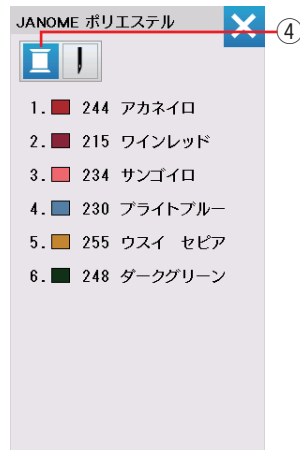 JANOME ポリエステル
④
1. 244 アカネイロ
2. 215 ワインレッド
3. 234 サンゴイロ
4. 230 ブライトブルー
5. 255 ウスイ セピア
6. 248 ダークグリーン